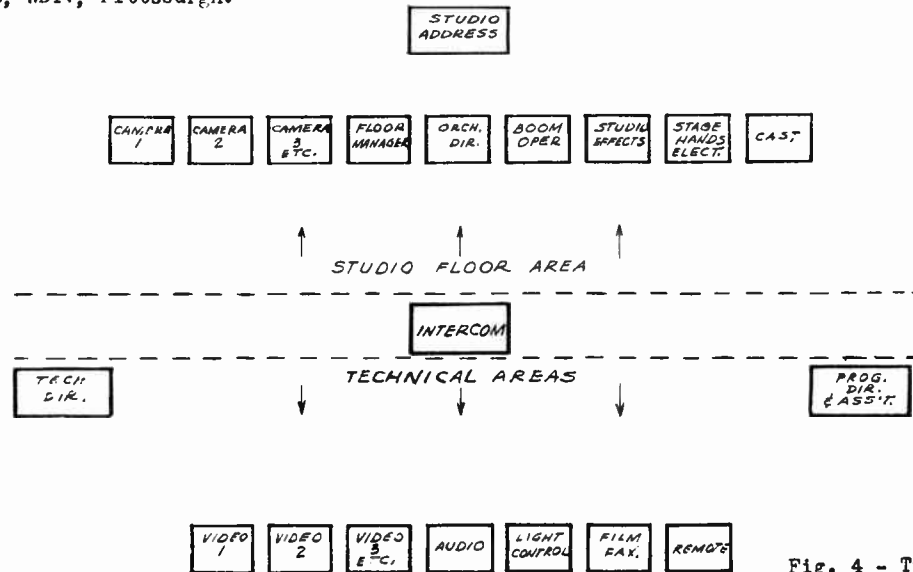 WDTV, Pittsburgh.
STUDIO
ADDRESS
CAMERA
1
CAMERA
2
CAMERA
3
ETC.
FLOOR
MANAGER
ORCH.
DIR.
BOOM
OPER
STUDIO
EFFECTS
STAGE
HANDS
ELECT.
CAST
STUDIO FLOOR AREA
INTERCOM
TECHNICAL AREAS
TECH
DIR.
PROG.
DIR.
& ASS'T.
VIDEO
1
VIDEO
2
VIDEO
3
ETC.
AUDIO
LIGHT
CONTROL
FILM
FAX.
REMOTE
Fig. 4 - T